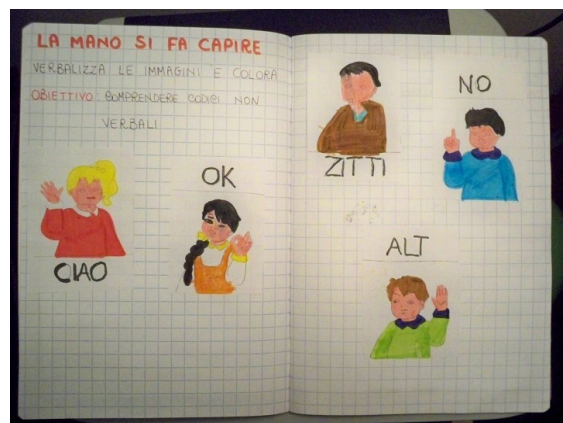 LA MANO SI FA CAPIRE
VERBALIZZA LE IMMAGINI E COLORA
OBIETTIVO: COMPRENDERE CODICI NON
VERBALI
OK
CIAO
ZITTI
NO
ALT